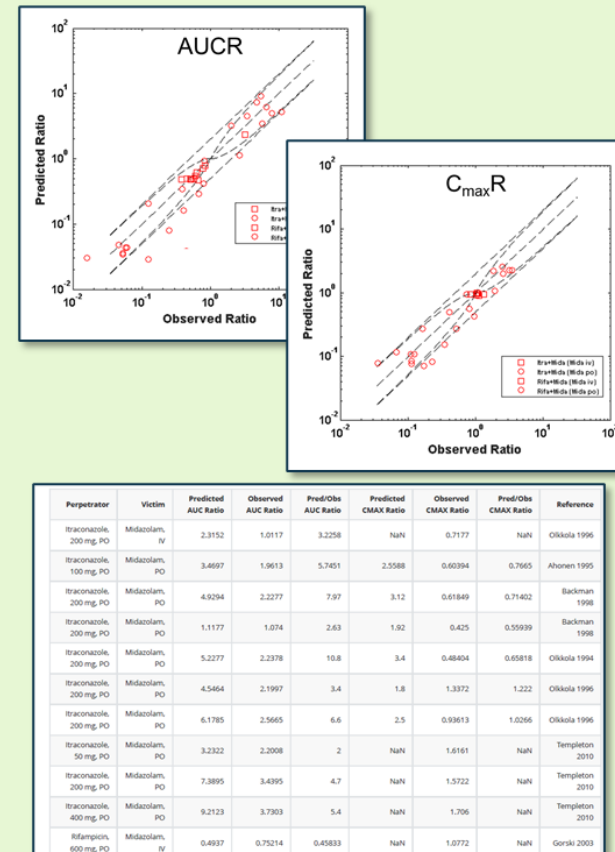 AUCR
10²
10¹
10⁰
10⁻¹
10⁻²
Predicted Ratio
10⁻²
10⁻¹
10⁰
10¹
Observed Ratio
Itra+
Itra+
Rifa+
Rifa+
CmaxR
10²
10¹
10⁰
10⁻¹
10⁻²
Predicted Ratio
10⁻²
10⁻¹
10⁰
10¹
Observed Ratio
Itra+Mida (Mida iv)
Itra+Mida (Mida po)
Rifa+Mida (Mida iv)
Rifa+Mida (Mida po)
Perpetrator Victim Predicted AUC Ratio Observed AUC Ratio Pred/Obs AUC Ratio Predicted CMAX Ratio Observed CMAX Ratio Pred/Obs CMAX Ratio Reference
Itraconazole, 200 mg, PO Midazolam, IV 2.3152 1.0117 3.2258 NaN 0.7177 NaN Olkkola 1996
Itraconazole, 100 mg, PO Midazolam, PO 3.4697 1.9613 5.7451 2.5588 0.60394 0.7665 Ahonen 1995
Itraconazole, 200 mg, PO Midazolam, PO 4.9294 2.2277 7.97 3.12 0.61849 0.71402 Backman 1998
Itraconazole, 200 mg, PO Midazolam, PO 1.1177 1.074 2.63 1.92 0.425 0.55939 Backman 1998
Itraconazole, 200 mg, PO Midazolam, PO 5.2277 2.2378 10.8 3.4 0.48404 0.65818 Olkkola 1994
Itraconazole, 200 mg, PO Midazolam, PO 4.5464 2.1997 3.4 1.8 1.3372 1.222 Olkkola 1996
Itraconazole, 200 mg, PO Midazolam, PO 6.1785 2.5665 6.6 2.5 0.93613 1.0266 Olkkola 1996
Itraconazole, 50 mg, PO Midazolam, PO 3.2322 2.2008 2 NaN 1.6161 NaN Templeton 2010
Itraconazole, 200 mg, PO Midazolam, PO 7.3895 3.4395 4.7 NaN 1.5722 NaN Templeton 2010
Itraconazole, 400 mg, PO Midazolam, PO 9.2123 3.7303 5.4 NaN 1.706 NaN Templeton 2010
Rifampicin, 600 mg, PO Midazolam, IV 0.4937 0.75214 0.45833 NaN 1.0772 NaN Gorski 2003